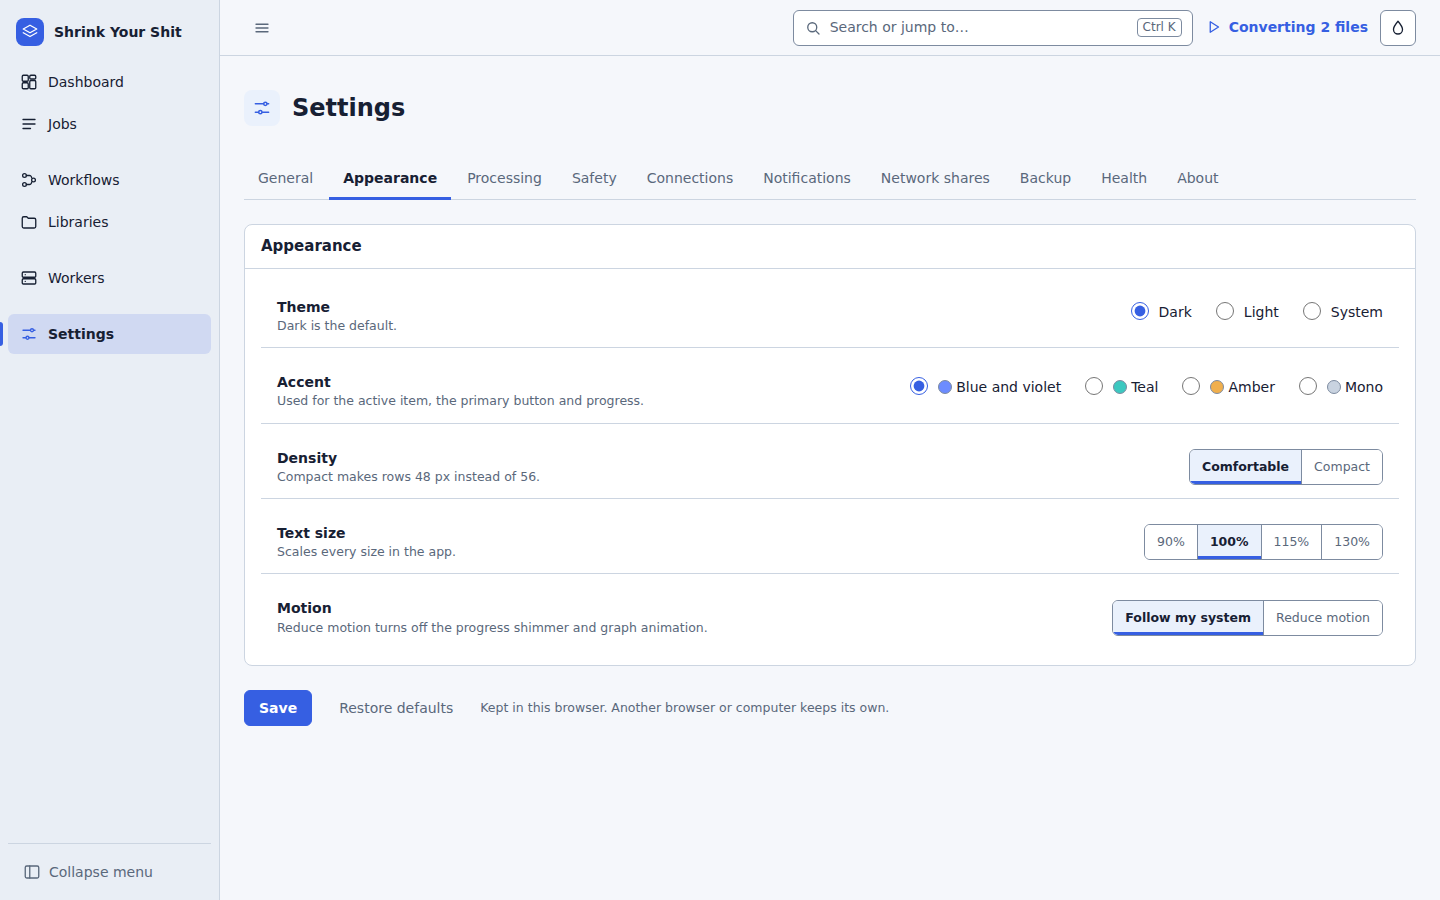 Shrink Your Shit
Search or jump to...
Ctrl K
Converting 2 files
Dashboard
Jobs
Workflows
Libraries
Workers
Settings
Collapse menu
Settings
General
Appearance
Processing
Safety
Connections
Notifications
Network shares
Backup
Health
About
Appearance
Theme
Dark is the default.
Dark
Light
System
Accent
Used for the active item, the primary button and progress.
Blue and violet
Teal
Amber
Mono
Density
Compact makes rows 48 px instead of 56.
Comfortable
Compact
Text size
Scales every size in the app.
90%
100%
115%
130%
Motion
Reduce motion turns off the progress shimmer and graph animation.
Follow my system
Reduce motion
Save
Restore defaults
Kept in this browser. Another browser or computer keeps its own.